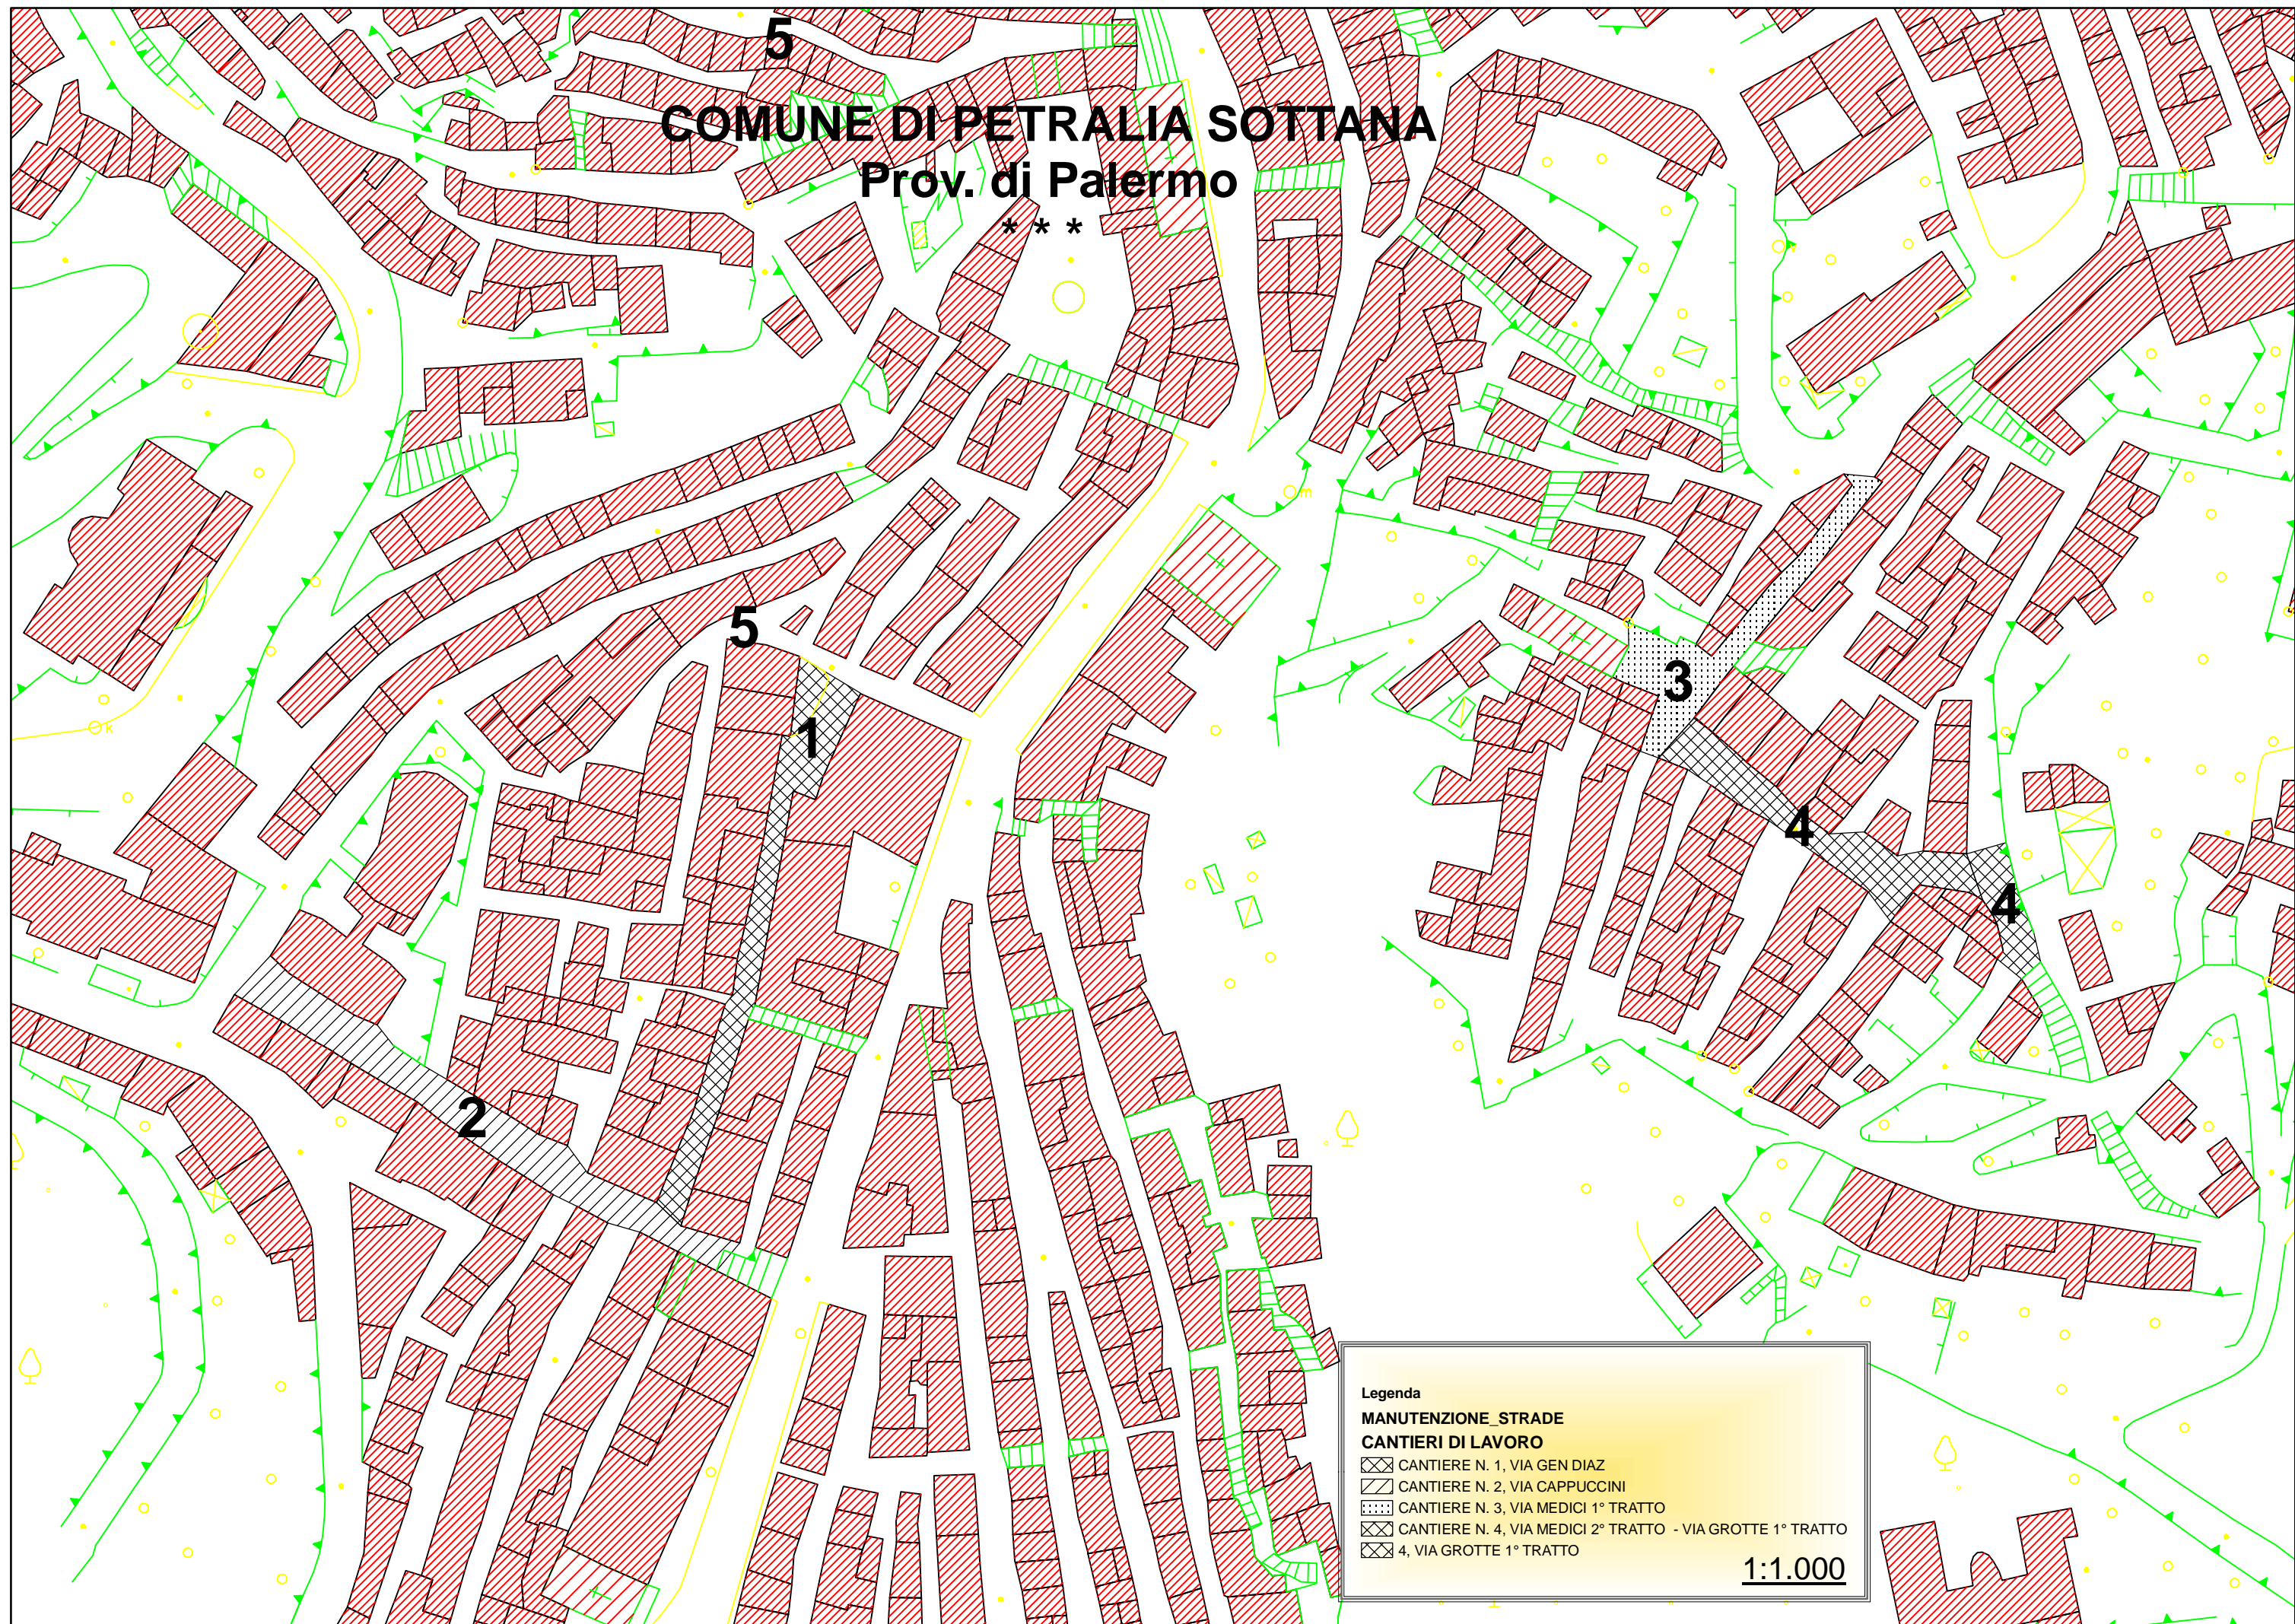 5
COMUNE DI PETRALIA SOTTANA
Prov. di Palermo
* * *
m
5
3
k
1
4
4
2
Legenda
MANUTENZIONE_STRADE
CANTIERI DI LAVORO
CANTIERE N. 1, VIA GEN DIAZ
CANTIERE N. 2, VIA CAPPUCCINI
CANTIERE N. 3, VIA MEDICI 1° TRATTO
CANTIERE N. 4, VIA MEDICI 2° TRATTO - VIA GROTTE 1° TRATTO
4, VIA GROTTE 1° TRATTO
1:1.000